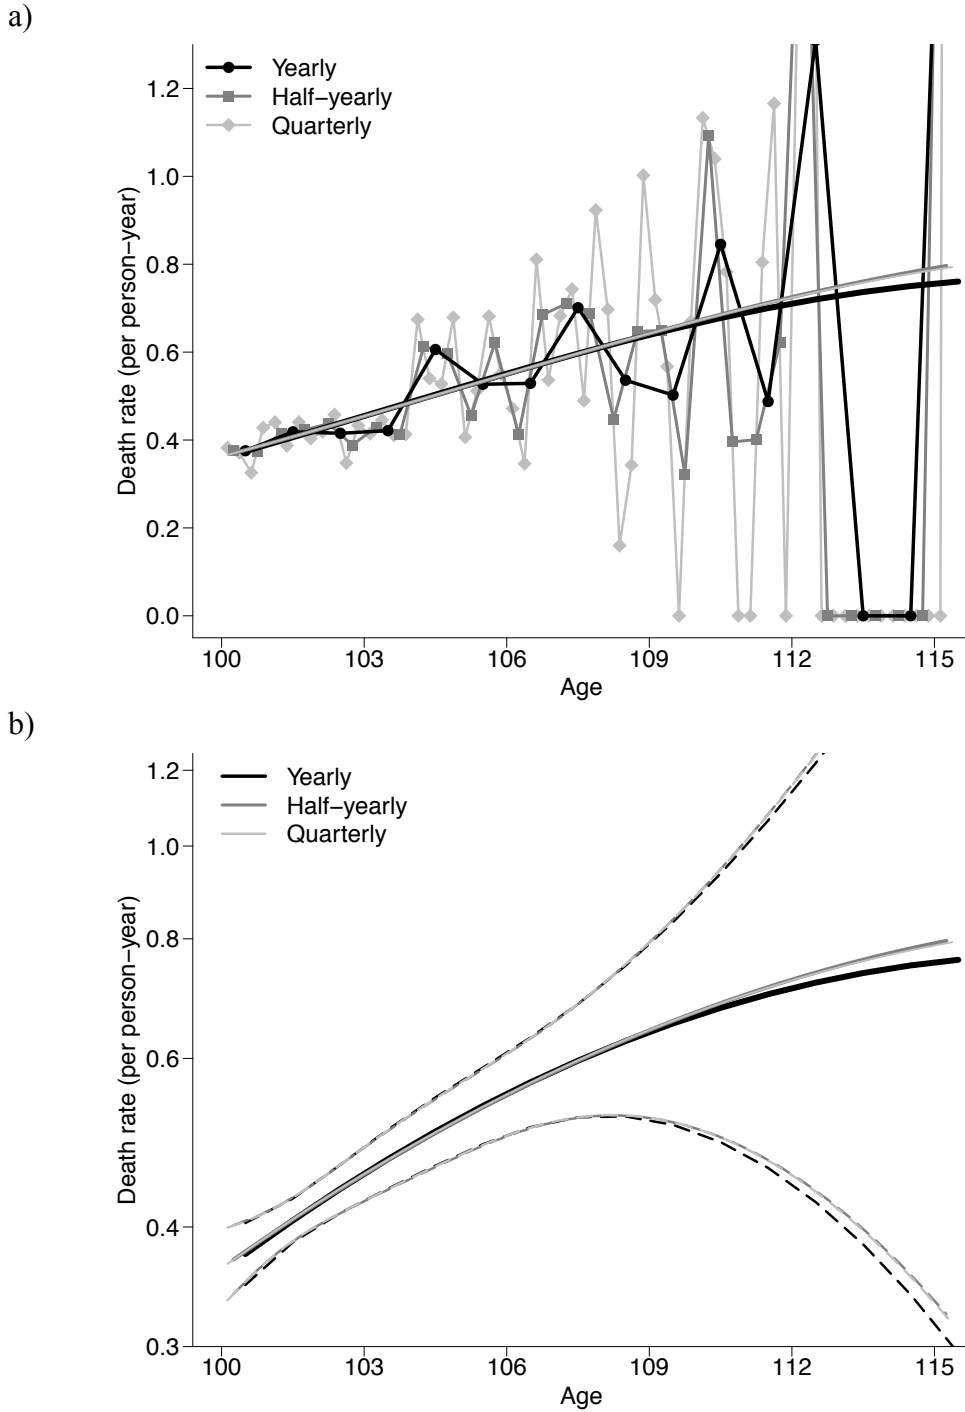 a)
Yearly
Half−yearly
Quarterly
Death rate (per person−year)
1.2
1.0
0.8
0.6
0.4
0.2
0.0
100 103 106 109 112 115
Age
b)
Yearly
Half−yearly
Quarterly
Death rate (per person−year)
1.2
1.0
0.8
0.6
0.4
0.3
100 103 106 109 112 115
Age